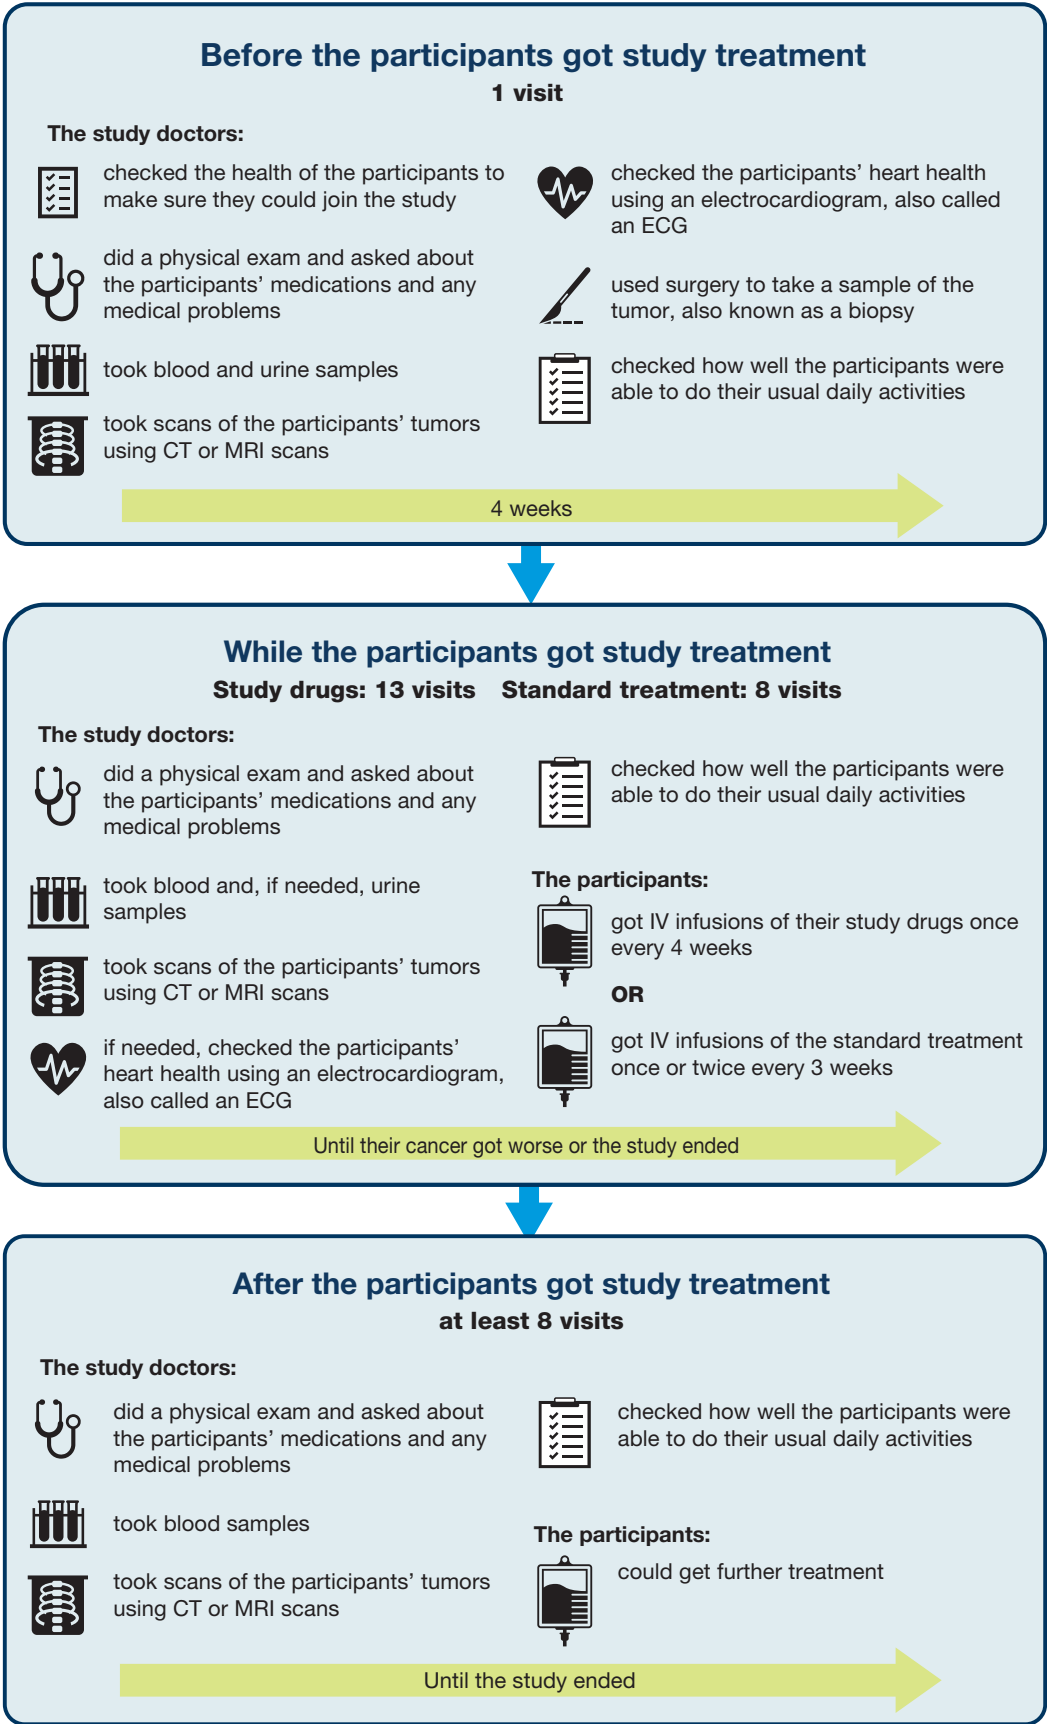 Before the participants got study treatment
1 visit
The study doctors:
checked the health of the participants to
make sure they could join the study
did a physical exam and asked about
the participants’ medications and any
medical problems
took blood and urine samples
took scans of the participants’ tumors
using CT or MRI scans
checked the participants’ heart health
using an electrocardiogram, also called
an ECG
used surgery to take a sample of the
tumor, also known as a biopsy
checked how well the participants were
able to do their usual daily activities
4 weeks
While the participants got study treatment
Study drugs: 13 visits Standard treatment: 8 visits
The study doctors:
did a physical exam and asked about
the participants’ medications and any
medical problems
took blood and, if needed, urine
samples
took scans of the participants’ tumors
using CT or MRI scans
if needed, checked the participants’
heart health using an electrocardiogram,
also called an ECG
checked how well the participants were
able to do their usual daily activities
The participants:
got IV infusions of their study drugs once
every 4 weeks
OR
got IV infusions of the standard treatment
once or twice every 3 weeks
Until their cancer got worse or the study ended
After the participants got study treatment
at least 8 visits
The study doctors:
did a physical exam and asked about
the participants’ medications and any
medical problems
took blood samples
took scans of the participants’ tumors
using CT or MRI scans
checked how well the participants were
able to do their usual daily activities
The participants:
could get further treatment
Until the study ended